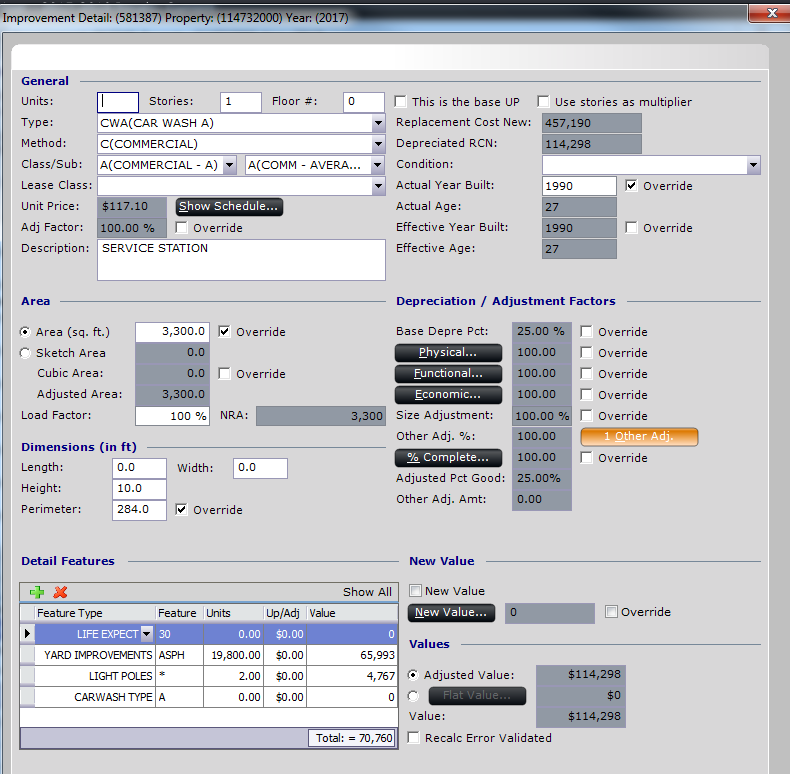 Improvement Detail: (581387) Property: (114732000) Year: (2017)
General
Units: Stories: 1 Floor #: 0 This is the base UP Use stories as multiplier
Type: CWA(CAR WASH A) Replacement Cost New: 457,190
Method: C(COMMERCIAL) Depreciated RCN: 114,298
Class/Sub: A(COMMERCIAL - A) A(COMM - AVERA... Condition:
Lease Class: Actual Year Built: 1990 Override
Unit Price: $117.10 Show Schedule... Actual Age: 27
Adj Factor: 100.00 % Override Effective Year Built: 1990 Override
Description: SERVICE STATION Effective Age: 27
Area Depreciation / Adjustment Factors
Area (sq. ft.) 3,300.0 Override Base Depre Pct: 25.00 % Override
Sketch Area 0.0 Physical... 100.00 Override
Cubic Area: 0.0 Override Functional... 100.00 Override
Adjusted Area: 3,300.0 Economic... 100.00 Override
Load Factor: 100 % NRA: 3,300 Size Adjustment: 100.00 % Override
Other Adj. %: 100.00 1 Other Adj.
Dimensions (in ft) % Complete... 100.00 Override
Length: 0.0 Width: 0.0 Adjusted Pct Good: 25.00%
Height: 10.0 Other Adj. Amt: 0.00
Perimeter: 284.0 Override
Detail Features New Value
Show All New Value
Feature Type Feature Units Up/Adj Value New Value... 0 Override
LIFE EXPECT 30 0.00 $0.00 0
YARD IMPROVEMENTS ASPH 19,800.00 $0.00 65,993
LIGHT POLES * 2.00 $0.00 4,767
CARWASH TYPE A 0.00 $0.00 0
Total: = 70,760
Values
Adjusted Value: $114,298
Flat Value... $0
Value: $114,298
Recalc Error Validated